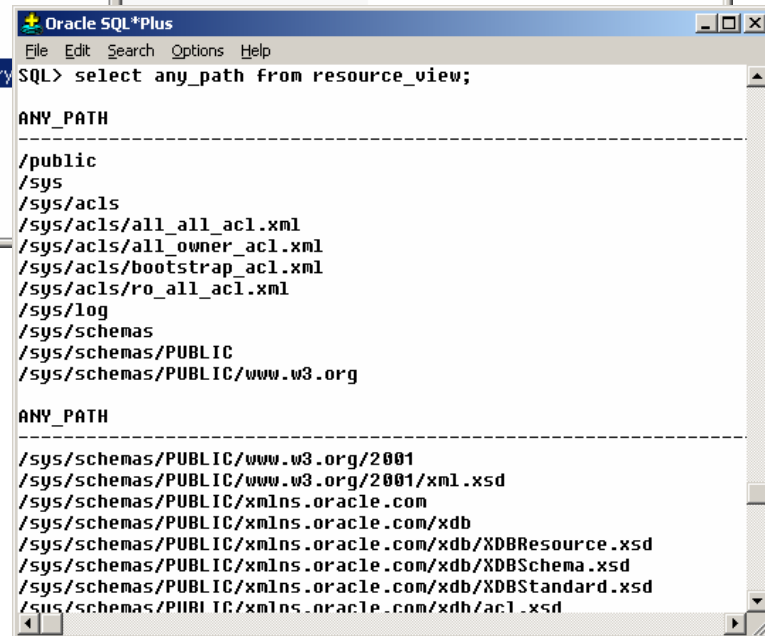 Oracle SQL*Plus
File Edit Search Options Help
ry
SQL> select any_path from resource_view;
ANY_PATH
--------------------------------------------------------------------------------
/public
/sys
/sys/acls
/sys/acls/all_all_acl.xml
/sys/acls/all_owner_acl.xml
/sys/acls/bootstrap_acl.xml
/sys/acls/ro_all_acl.xml
/sys/log
/sys/schemas
/sys/schemas/PUBLIC
/sys/schemas/PUBLIC/www.w3.org
ANY_PATH
--------------------------------------------------------------------------------
/sys/schemas/PUBLIC/www.w3.org/2001
/sys/schemas/PUBLIC/www.w3.org/2001/xml.xsd
/sys/schemas/PUBLIC/xmlns.oracle.com
/sys/schemas/PUBLIC/xmlns.oracle.com/xdb
/sys/schemas/PUBLIC/xmlns.oracle.com/xdb/XDBResource.xsd
/sys/schemas/PUBLIC/xmlns.oracle.com/xdb/XDBSchema.xsd
/sys/schemas/PUBLIC/xmlns.oracle.com/xdb/XDBStandard.xsd
/sys/schemas/PUBLIC/xmlns.oracle.com/xdb/acl.xsd